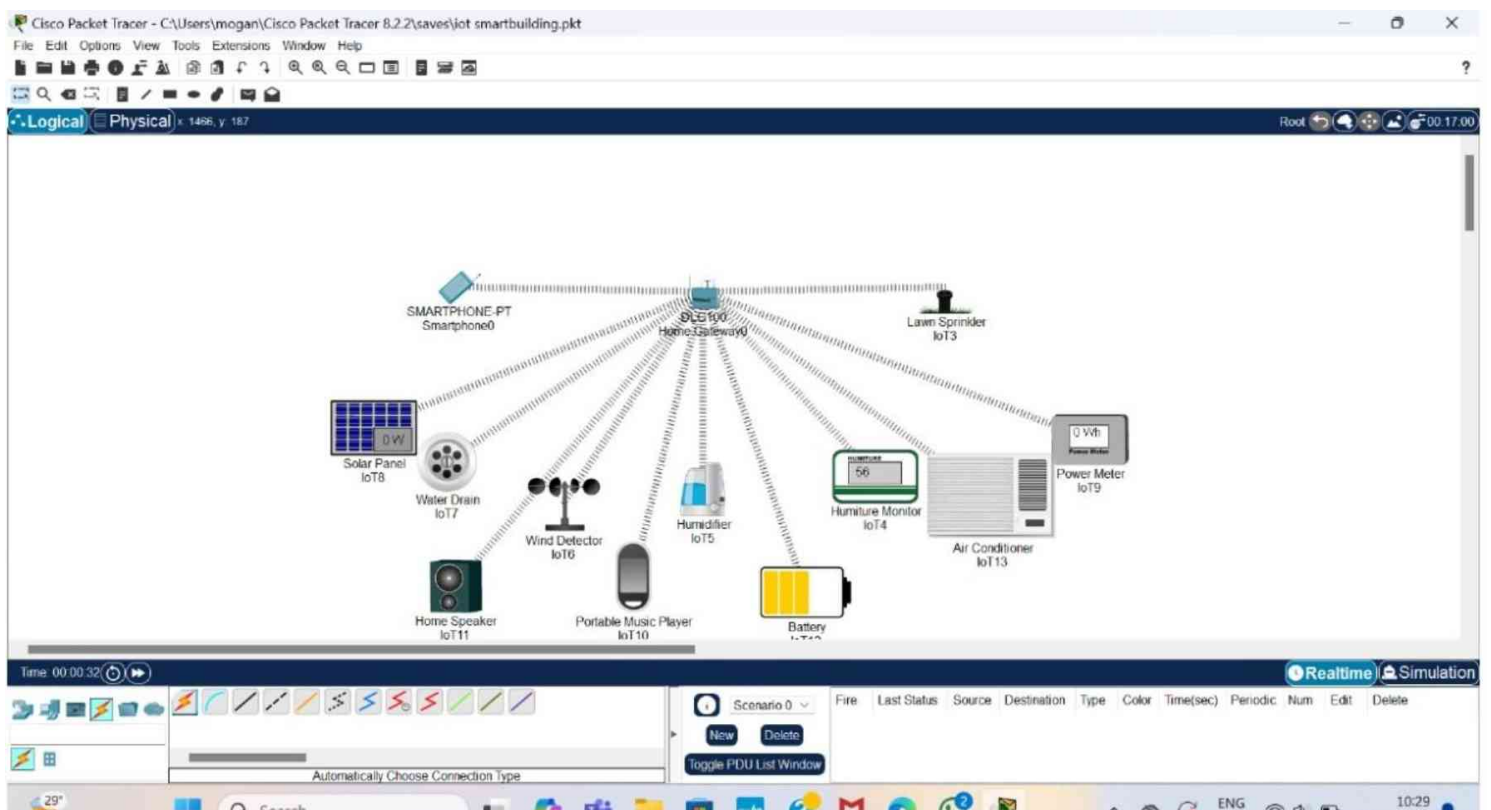 Cisco Packet Tracer - C:\Users\mogan\Cisco Packet Tracer 8.2.2\saves\iot smartbuilding.pkt
File Edit Options View Tools Extensions Window Help
?
Logical Physical x: 1466, y: 187 Root 00:17:00
SMARTPHONE-PT
Smartphone0
DLC100
Home Gateway0
Lawn Sprinkler
IoT3
0 W
Solar Panel
IoT8
Water Drain
IoT7
Wind Detector
IoT6
Humidifier
IoT5
HUMITURE
56
Humiture Monitor
IoT4
Air Conditioner
IoT13
0 Wh
Power Meter
Power Meter
IoT9
Home Speaker
IoT11
Portable Music Player
IoT10
Battery
Time: 00:00:32 Realtime Simulation
Scenario 0
New Delete
Toggle PDU List Window
Fire Last Status Source Destination Type Color Time(sec) Periodic Num Edit Delete
Automatically Choose Connection Type
29°
Search
2
ENG
10:29